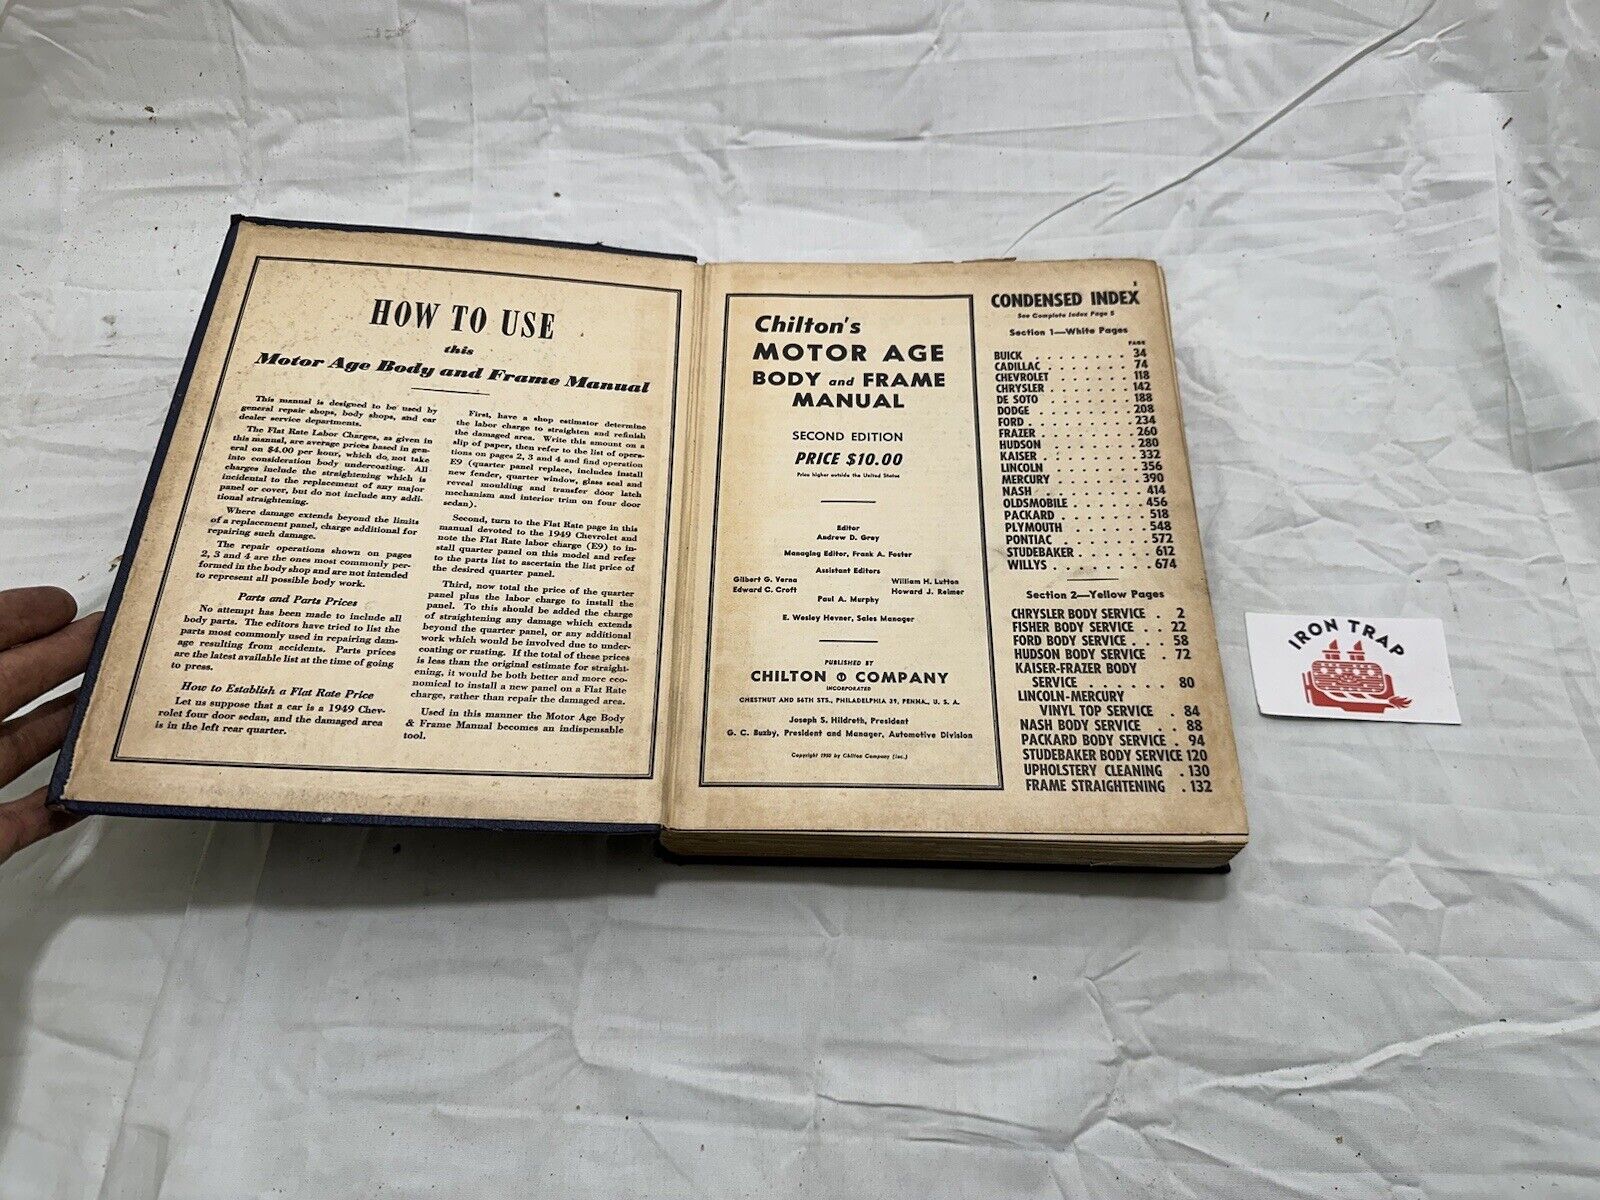 HOW TO USE
this
Motor Age Body and Frame Manual
This manual is designed to be used by
general repair shops, body shops, and car
dealer service departments.
The Flat Rate Labor Charges, as given in
this manual, are average prices based in gen-
eral on $4.00 per hour, which do not take
into consideration body undercoating. All
charges include the straightening which is
incidental to the replacement of any major
panel or cover, but do not include any addi-
tional straightening.
Where damage extends beyond the limits
of a replacement panel, charge additional for
repairing such damage.
The repair operations shown on pages
2, 3 and 4 are the ones most commonly per-
formed in the body shop and are not intended
to represent all possible body work.
Parts and Parts Prices
No attempt has been made to include all
body parts. The editors have tried to list the
parts most commonly used in repairing dam-
age resulting from accidents. Parts prices
are the latest available list at the time of going
to press.
How to Establish a Flat Rate Price
Let us suppose that a car is a 1949 Chev-
rolet four door sedan, and the damaged area
is in the left rear quarter.
First, have a shop estimator determine
the labor charge to straighten and refinish
the damaged area. Write this amount on a
slip of paper, then refer to the list of opera-
tions on pages 2, 3 and 4 and find operation
E9 (quarter panel replace, includes install
new fender, quarter window, glass seal and
reveal moulding and transfer door latch
mechanism and interior trim on four door
sedan).
Second, turn to the Flat Rate page in this
manual devoted to the 1949 Chevrolet and
note the Flat Rate labor charge (E9) to in-
stall quarter panel on this model and refer
to the parts list to ascertain the list price of
the desired quarter panel.
Third, now total the price of the quarter
panel plus the labor charge to install the
panel. To this should be added the charge
of straightening any damage which extends
beyond the quarter panel, or any additional
work which would be involved due to under-
coating or rusting. If the total of these prices
is less than the original estimate for straight-
ening, it would be both better and more eco-
nomical to install a new panel on a Flat Rate
charge, rather than repair the damaged area.
Used in this manner the Motor Age Body
& Frame Manual becomes an indispensable
tool.
Chilton's
MOTOR AGE
BODY and FRAME
MANUAL
SECOND EDITION
PRICE $10.00
Price higher outside the United States
Editor
Andrew D. Gray
Managing Editor, Frank A. Foster
Assistant Editors
Gilbert G. Verna William H. Lutton
Edward C. Croft Howard J. Reimer
Paul A. Murphy
E. Wesley Hevner, Sales Manager
PUBLISHED BY
CHILTON COMPANY
INCORPORATED
CHESTNUT AND 56TH STS., PHILADELPHIA 39, PENNA., U. S. A.
Joseph S. Hildreth, President
G. C. Buzby, President and Manager, Automotive Division
Copyright 1950 by Chilton Company (Inc.)
CONDENSED INDEX
See Complete Index Page 5
Section 1—White Pages
PAGE
BUICK . . . . . . . . 34
CADILLAC . . . . . . . 74
CHEVROLET . . . . . . 118
CHRYSLER . . . . . . . 142
DE SOTO . . . . . . . 188
DODGE . . . . . . . . 208
FORD . . . . . . . . . 234
FRAZER . . . . . . . . 260
HUDSON . . . . . . . 280
KAISER . . . . . . . . 332
LINCOLN . . . . . . . 356
MERCURY . . . . . . . 390
NASH . . . . . . . . . 414
OLDSMOBILE . . . . . 456
PACKARD . . . . . . . 518
PLYMOUTH . . . . . . 548
PONTIAC . . . . . . . 572
STUDEBAKER . . . . . 612
WILLYS . . . . . . . . 674
Section 2—Yellow Pages
CHRYSLER BODY SERVICE . 2
FISHER BODY SERVICE . . 22
FORD BODY SERVICE . . . 58
HUDSON BODY SERVICE . 72
KAISER-FRAZER BODY
SERVICE . . . . . . . 80
LINCOLN-MERCURY
VINYL TOP SERVICE . 84
NASH BODY SERVICE . . 88
PACKARD BODY SERVICE . 94
STUDEBAKER BODY SERVICE 120
UPHOLSTERY CLEANING . 130
FRAME STRAIGHTENING . 132
IRON TRAP